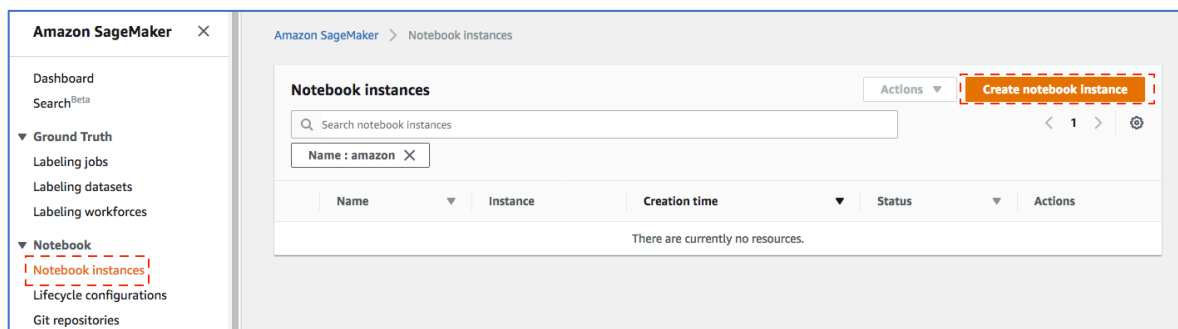 Amazon SageMaker
Dashboard
SearchBeta
Ground Truth
Labeling jobs
Labeling datasets
Labeling workforces
Notebook
Notebook instances
Lifecycle configurations
Git repositories
Amazon SageMaker > Notebook instances
Notebook instances
Actions
Create notebook instance
Search notebook instances
1
Name : amazon
Name Instance Creation time Status Actions
There are currently no resources.